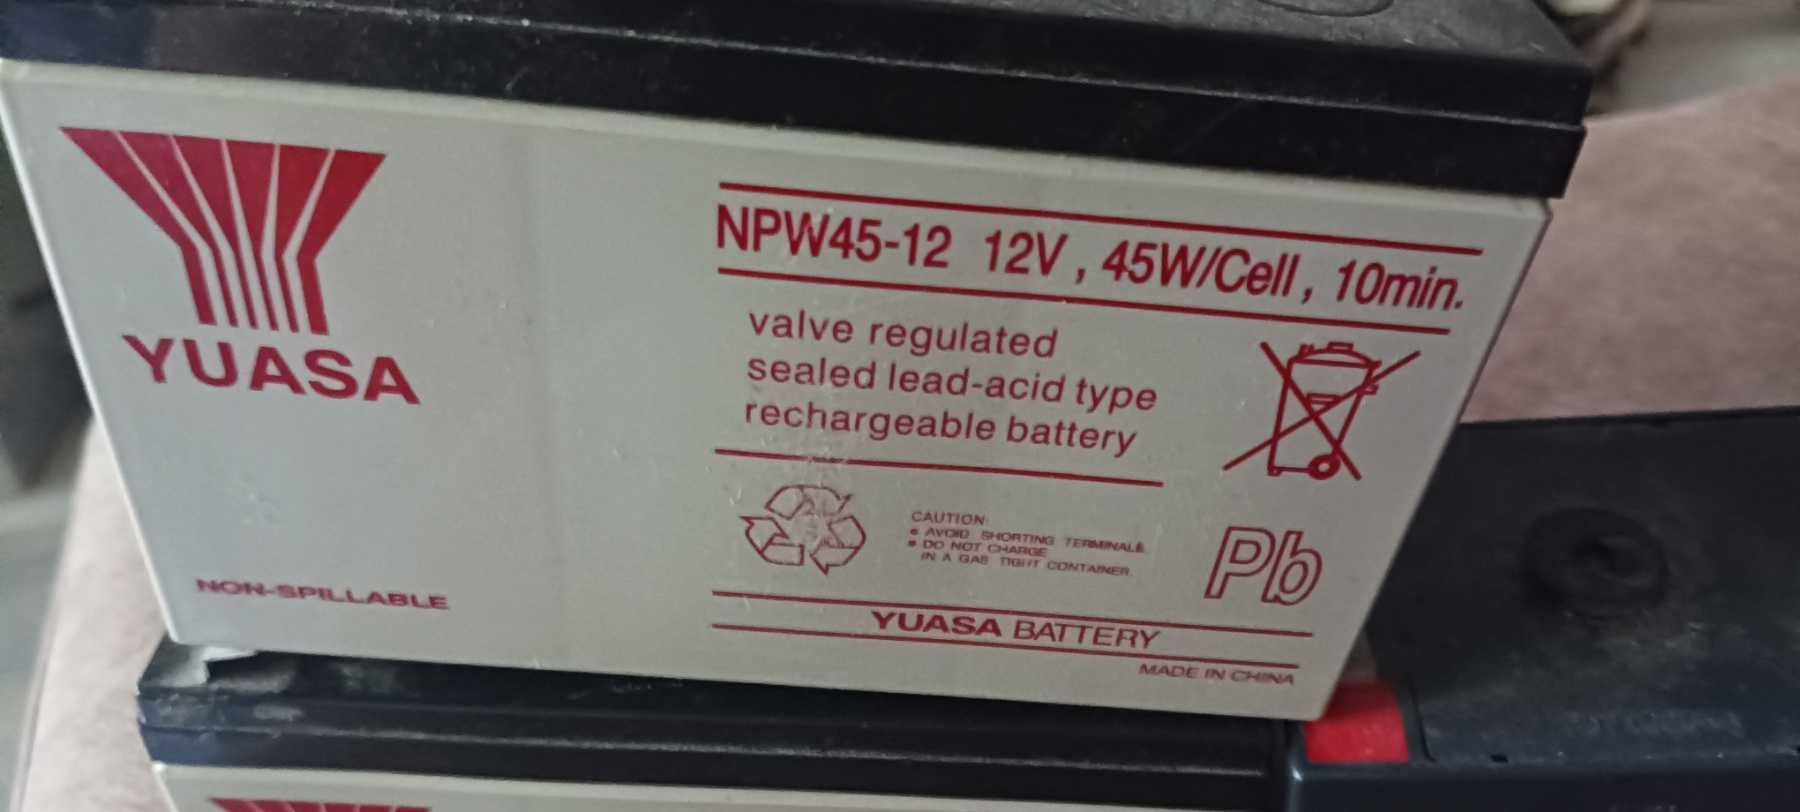 NPW45-12 12V , 45W/Cell , 10min.
valve regulated
sealed lead-acid type
rechargeable battery
YUASA
CAUTION:
• AVOID SHORTING TERMINALS.
• DO NOT CHARGE
IN A GAS TIGHT CONTAINER.
Pb
NON-SPILLABLE
YUASA BATTERY
MADE IN CHINA